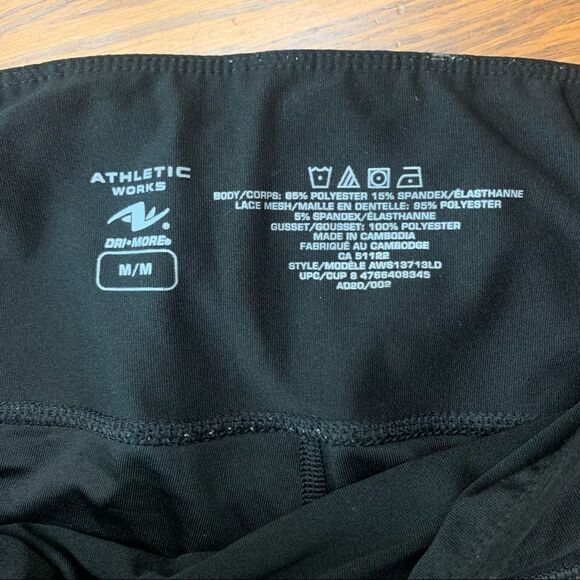 ATHLETIC
WORKS
DRI•MORE®
M/M
BODY/CORPS: 85% POLYESTER 15% SPANDEX/ÉLASTHANNE
LACE MESH/MAILLE EN DENTELLE: 95% POLYESTER
5% SPANDEX/ÉLASTHANNE
GUSSET/GOUSSET: 100% POLYESTER
MADE IN CAMBODIA
FABRIQUÉ AU CAMBODGE
CA 51122
STYLE/MODÈLE AWS13713LD
UPC/CUP 8 4766408345
AD20/002